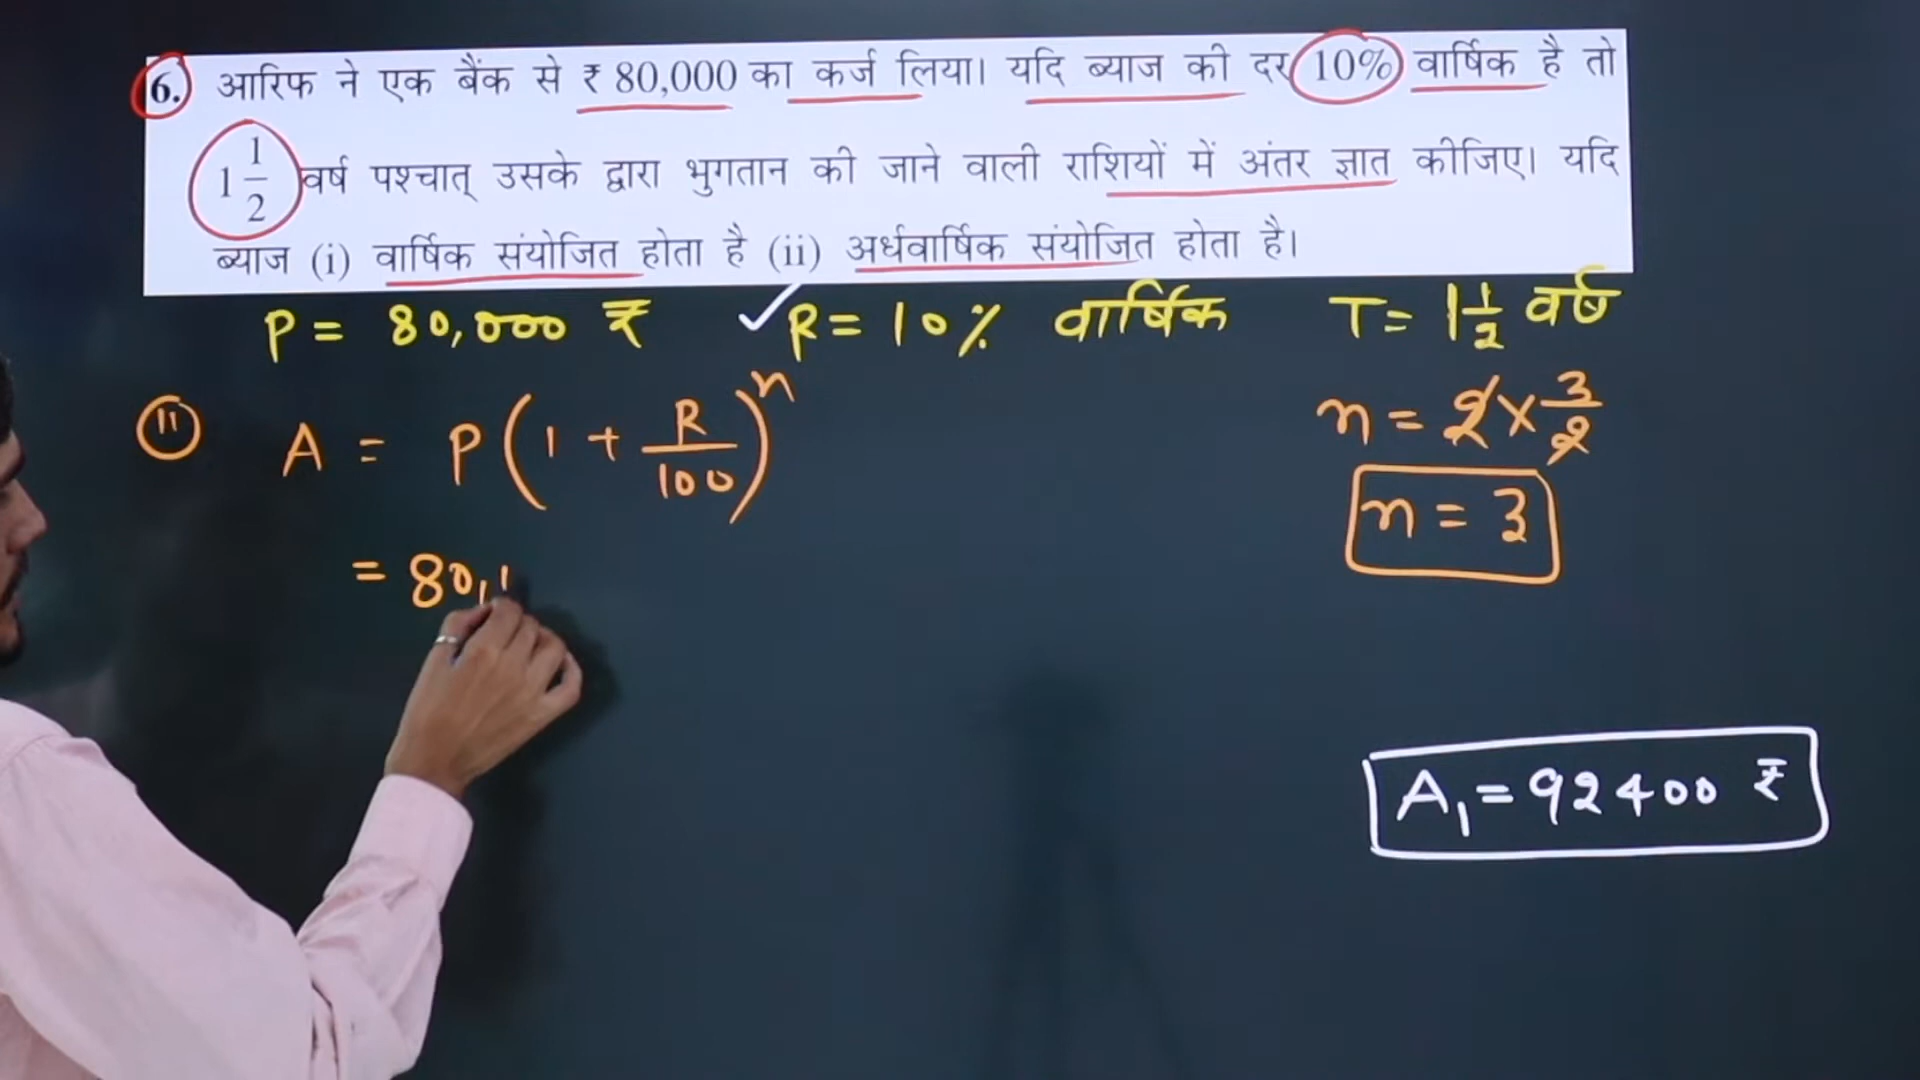 6. आरिफ ने एक बैंक से ₹ 80,000 का कर्ज लिया। यदि ब्याज की दर 10% वार्षिक है तो
1 1/2 वर्ष पश्चात् उसके द्वारा भुगतान की जाने वाली राशियों में अंतर ज्ञात कीजिए। यदि
ब्याज (i) वार्षिक संयोजित होता है (ii) अर्धवार्षिक संयोजित होता है।
P = 80,000 ₹ ✓ R = 10% वार्षिक T = 1 1/2 वर्ष
(ii) A = P(1 + R/100)^n
n = 2 × 3/2
n = 3
= 80,
A₁ = 92400 ₹